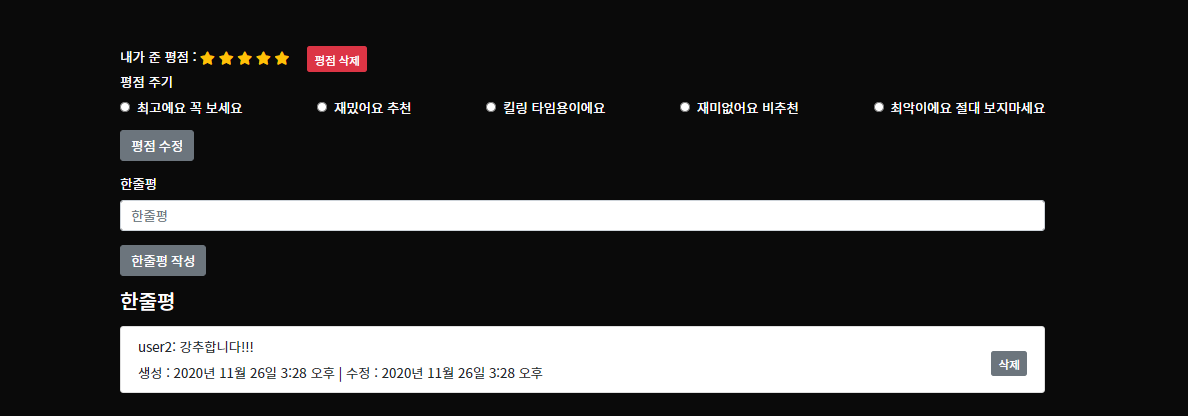 내가 준 평점 : 평점 삭제
평점 주기
최고에요 꼭 보세요 재밌어요 추천 킬링 타임용이에요 재미없어요 비추천 최악이에요 절대 보지마세요
평점 수정
한줄평
한줄평
한줄평 작성
한줄평
user2: 강추합니다!!!
생성 : 2020년 11월 26일 3:28 오후 | 수정 : 2020년 11월 26일 3:28 오후 삭제